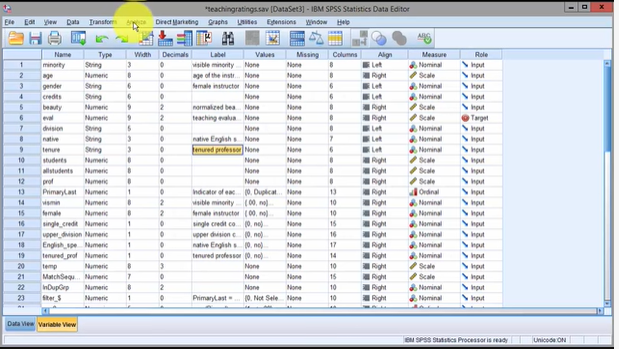 *teachingratings.sav [DataSet3] - IBM SPSS Statistics Data Editor
File Edit View Data Transform Analyze Direct Marketing Graphs Utilities Extensions Window Help
Name Type Width Decimals Label Values Missing Columns Align Measure Role
1 minority String 3 0 visible minority ... None None 8 Left Nominal Input
2 age Numeric 8 0 age of the instr... None None 8 Right Scale Input
3 gender String 6 0 female instructor None None 6 Left Nominal Input
4 credits String 6 0 None None 6 Left Nominal Input
5 beauty Numeric 9 2 normalized bea... None None 8 Right Scale Input
6 eval Numeric 9 2 teaching evalua... None None 8 Right Scale Target
7 division String 5 0 None None 8 Left Nominal Input
8 native String 3 0 native English s... None None 7 Left Nominal Input
9 tenure String 3 0 tenured professor None None 6 Left Nominal Input
10 students Numeric 8 0 None None 8 Right Scale Input
11 allstudents Numeric 8 0 None None 8 Right Scale Input
12 prof Numeric 8 0 None None 8 Right Scale Input
13 PrimaryLast Numeric 1 0 Indicator of eac... {0, Duplicat... None 13 Right Ordinal Input
14 vismin Numeric 8 2 visible minority ... {.00, no}... None 10 Right Nominal Input
15 female Numeric 8 2 female instructor {.00, no}... None 10 Right Nominal Input
16 single_credit Numeric 1 0 single credit co... {0, no}... None 15 Right Nominal Input
17 upper_division Numeric 1 0 upper division c... {0, no}... None 16 Right Nominal Input
18 English_spe... Numeric 1 0 native English s... {0, no}... None 17 Right Nominal Input
19 tenured_prof Numeric 1 0 tenured professor {0, no}... None 14 Right Nominal Input
20 temp Numeric 8 3 None None 10 Right Scale Input
21 MatchSequ... Numeric 7 0 None None 15 Right Scale Input
22 InDupGrp Numeric 8 2 None None 10 Right Nominal Input
23 filter_$ Numeric 1 0 PrimaryLast = ... {0, Not Selec... None 10 Right Nominal Input
Data View Variable View
IBM SPSS Statistics Processor is ready Unicode:ON